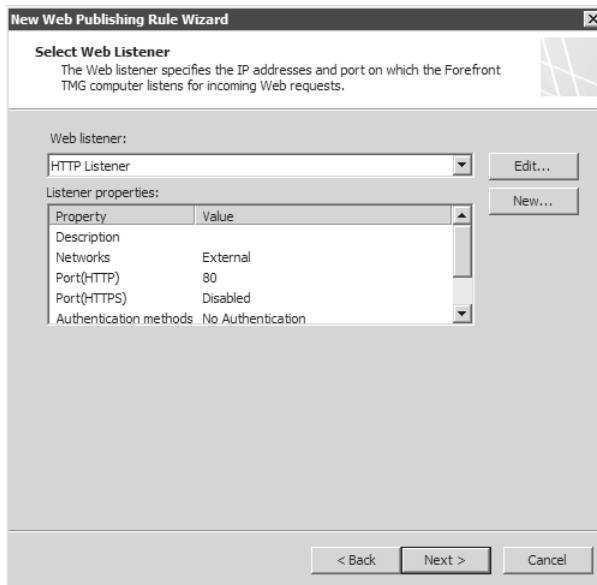 New Web Publishing Rule Wizard
Select Web Listener
The Web listener specifies the IP addresses and port on which the Forefront
TMG computer listens for incoming Web requests.
Web listener:
HTTP Listener
Edit...
Listener properties:
New...
Property Value
Description
Networks External
Port(HTTP) 80
Port(HTTPS) Disabled
Authentication methods No Authentication
< Back Next > Cancel